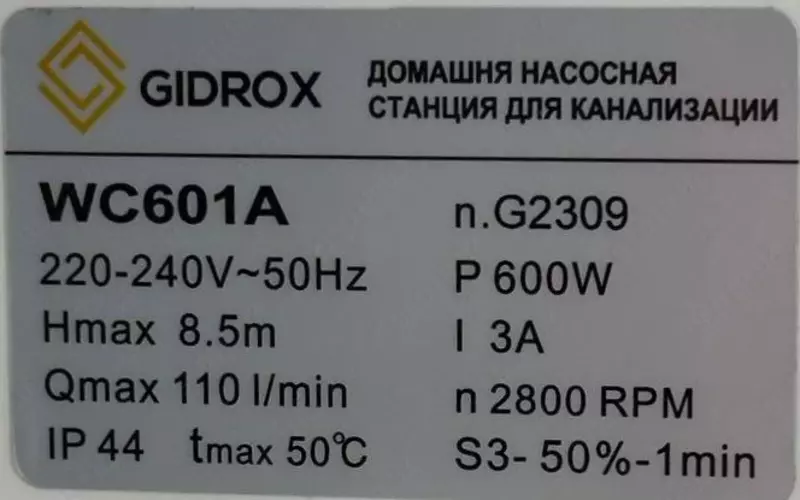 GIDROX
ДОМАШНЯ НАСОСНАЯ
СТАНЦИЯ ДЛЯ КАНАЛИЗАЦИИ
WC601A n.G2309
220-240V~50Hz P 600W
Hmax 8.5m I 3A
Qmax 110 l/min n 2800 RPM
IP 44 tmax 50℃ S3- 50%-1min